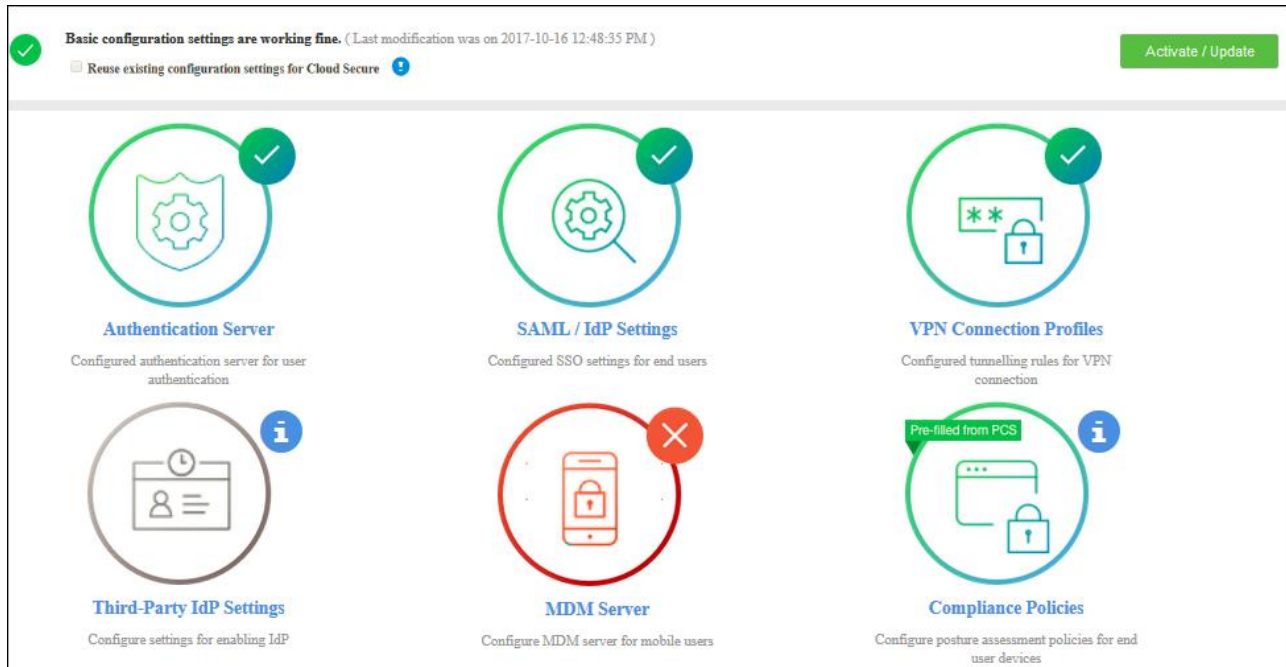 Basic configuration settings are working fine. ( Last modification was on 2017-10-16 12:48:35 PM )
Reuse existing configuration settings for Cloud Secure
Activate / Update
Authentication Server
Configured authentication server for user
authentication
SAML / IdP Settings
Configured SSO settings for end users
**
VPN Connection Profiles
Configured tunnelling rules for VPN
connection
Third-Party IdP Settings
Configure settings for enabling IdP
MDM Server
Configure MDM server for mobile users
Pre-filled from PCS
Compliance Policies
Configure posture assessment policies for end
user devices